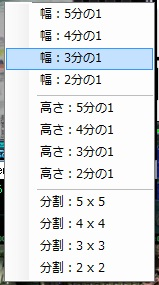 幅：5分の1
幅：4分の1
幅：3分の1
幅：2分の1
高さ：5分の1
高さ：4分の1
高さ：3分の1
高さ：2分の1
分割：5 x 5
分割：4 x 4
分割：3 x 3
分割：2 x 2